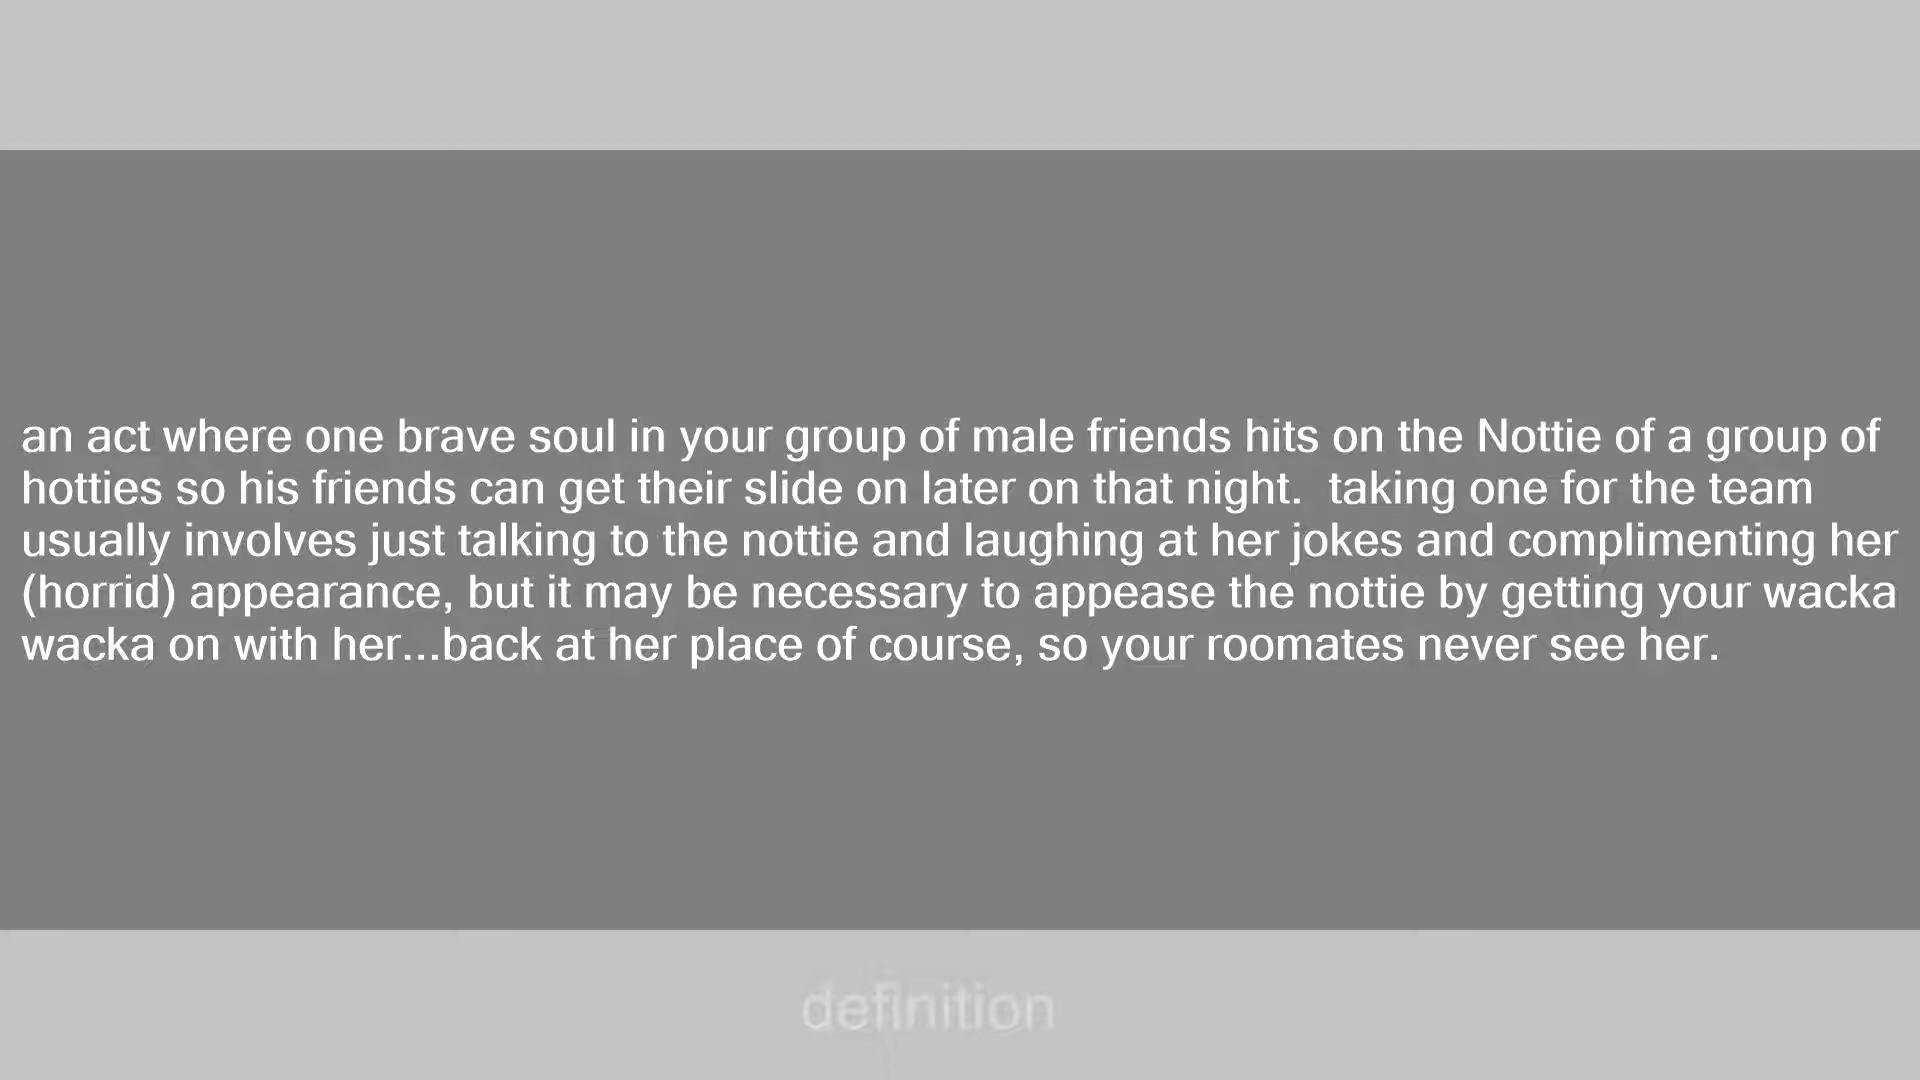 an act where one brave soul in your group of male friends hits on the Nottie of a group of
hotties so his friends can get their slide on later on that night.  taking one for the team
usually involves just talking to the nottie and laughing at her jokes and complimenting her
(horrid) appearance, but it may be necessary to appease the nottie by getting your wacka
wacka on with her...back at her place of course, so your roomates never see her.
definition